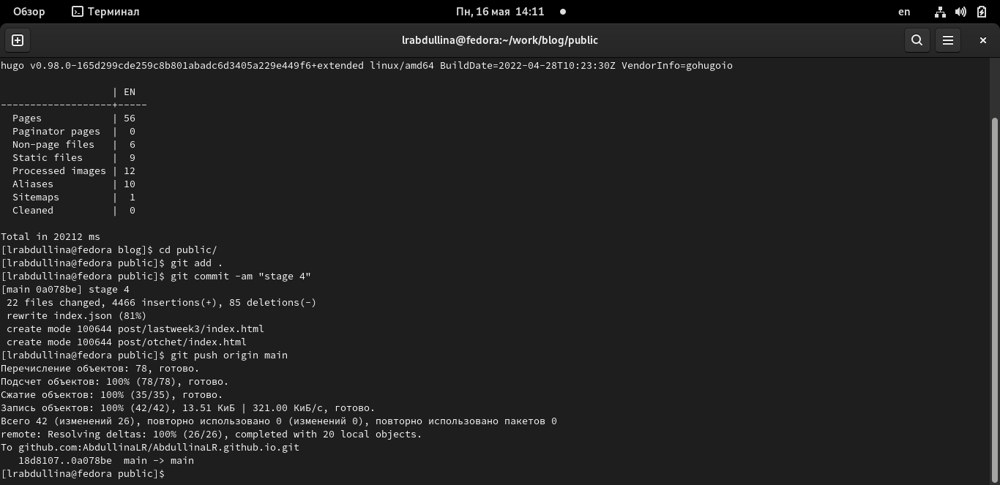 Обзор Терминал Пн, 16 мая 14:11 en
lrabdullina@fedora:~/work/blog/public
hugo v0.98.0-165d299cde259c8b801abadc6d3405a229e449f6+extended linux/amd64 BuildDate=2022-04-28T10:23:30Z VendorInfo=gohugoio
                   | EN
-------------------+-----
  Pages            | 56
  Paginator pages  |  0
  Non-page files   |  6
  Static files     |  9
  Processed images | 12
  Aliases          | 10
  Sitemaps         |  1
  Cleaned          |  0
Total in 20212 ms
[lrabdullina@fedora blog]$ cd public/
[lrabdullina@fedora public]$ git add .
[lrabdullina@fedora public]$ git commit -am "stage 4"
[main 0a078be] stage 4
 22 files changed, 4466 insertions(+), 85 deletions(-)
 rewrite index.json (81%)
 create mode 100644 post/lastweek3/index.html
 create mode 100644 post/otchet/index.html
[lrabdullina@fedora public]$ git push origin main
Перечисление объектов: 78, готово.
Подсчет объектов: 100% (78/78), готово.
Сжатие объектов: 100% (35/35), готово.
Запись объектов: 100% (42/42), 13.51 КиБ | 321.00 КиБ/с, готово.
Всего 42 (изменений 26), повторно использовано 0 (изменений 0), повторно использовано пакетов 0
remote: Resolving deltas: 100% (26/26), completed with 20 local objects.
To github.com:AbdullinaLR/AbdullinaLR.github.io.git
   18d8107..0a078be  main -> main
[lrabdullina@fedora public]$